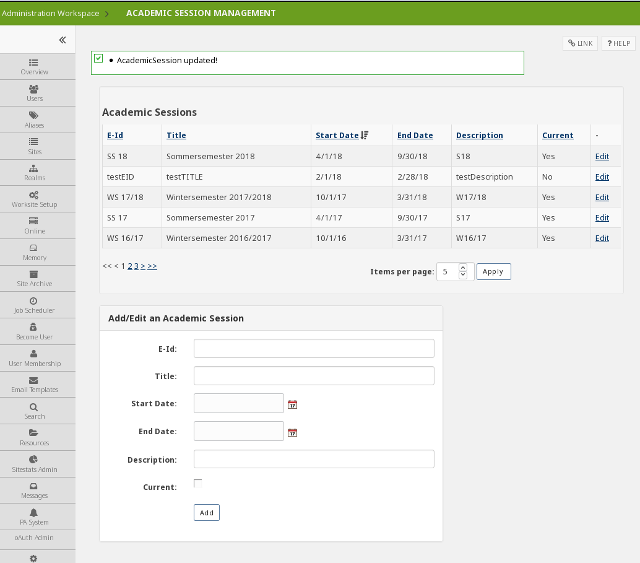 Administration Workspace > ACADEMIC SESSION MANAGEMENT
LINK ? HELP
Overview
Users
Aliases
Sites
Realms
Worksite Setup
Online
Memory
Site Archive
Job Scheduler
Become User
User Membership
Email Templates
Search
Resources
Sitestats Admin
Messages
PA System
oAuth Admin
• AcademicSession updated!
Academic Sessions
E-Id Title Start Date End Date Description Current -
SS 18 Sommersemester 2018 4/1/18 9/30/18 S18 Yes Edit
testEID testTITLE 2/1/18 2/28/18 testDescription No Edit
WS 17/18 Wintersemester 2017/2018 10/1/17 3/31/18 W17/18 Yes Edit
SS 17 Sommersemester 2017 4/1/17 9/30/17 S17 Yes Edit
WS 16/17 Wintersemester 2016/2017 10/1/16 3/31/17 W16/17 Yes Edit
<< < 1 2 3 > >> Items per page: 5 Apply
Add/Edit an Academic Session
E-Id:
Title:
Start Date:
End Date:
Description:
Current:
Add